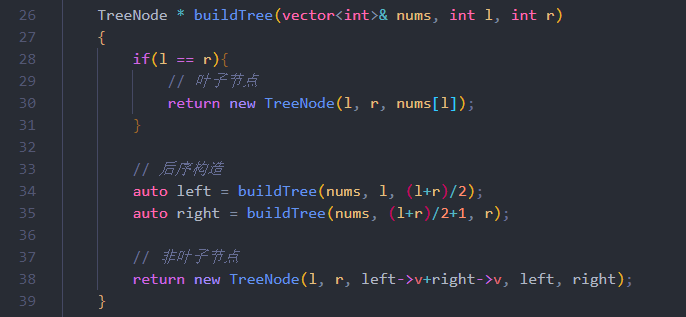 26 TreeNode * buildTree(vector<int>& nums, int l, int r)
27 {
28 if(l == r){
29 // 叶子节点
30 return new TreeNode(l, r, nums[l]);
31 }
32
33 // 后序构造
34 auto left = buildTree(nums, l, (l+r)/2);
35 auto right = buildTree(nums, (l+r)/2+1, r);
36
37 // 非叶子节点
38 return new TreeNode(l, r, left->v+right->v, left, right);
39 }